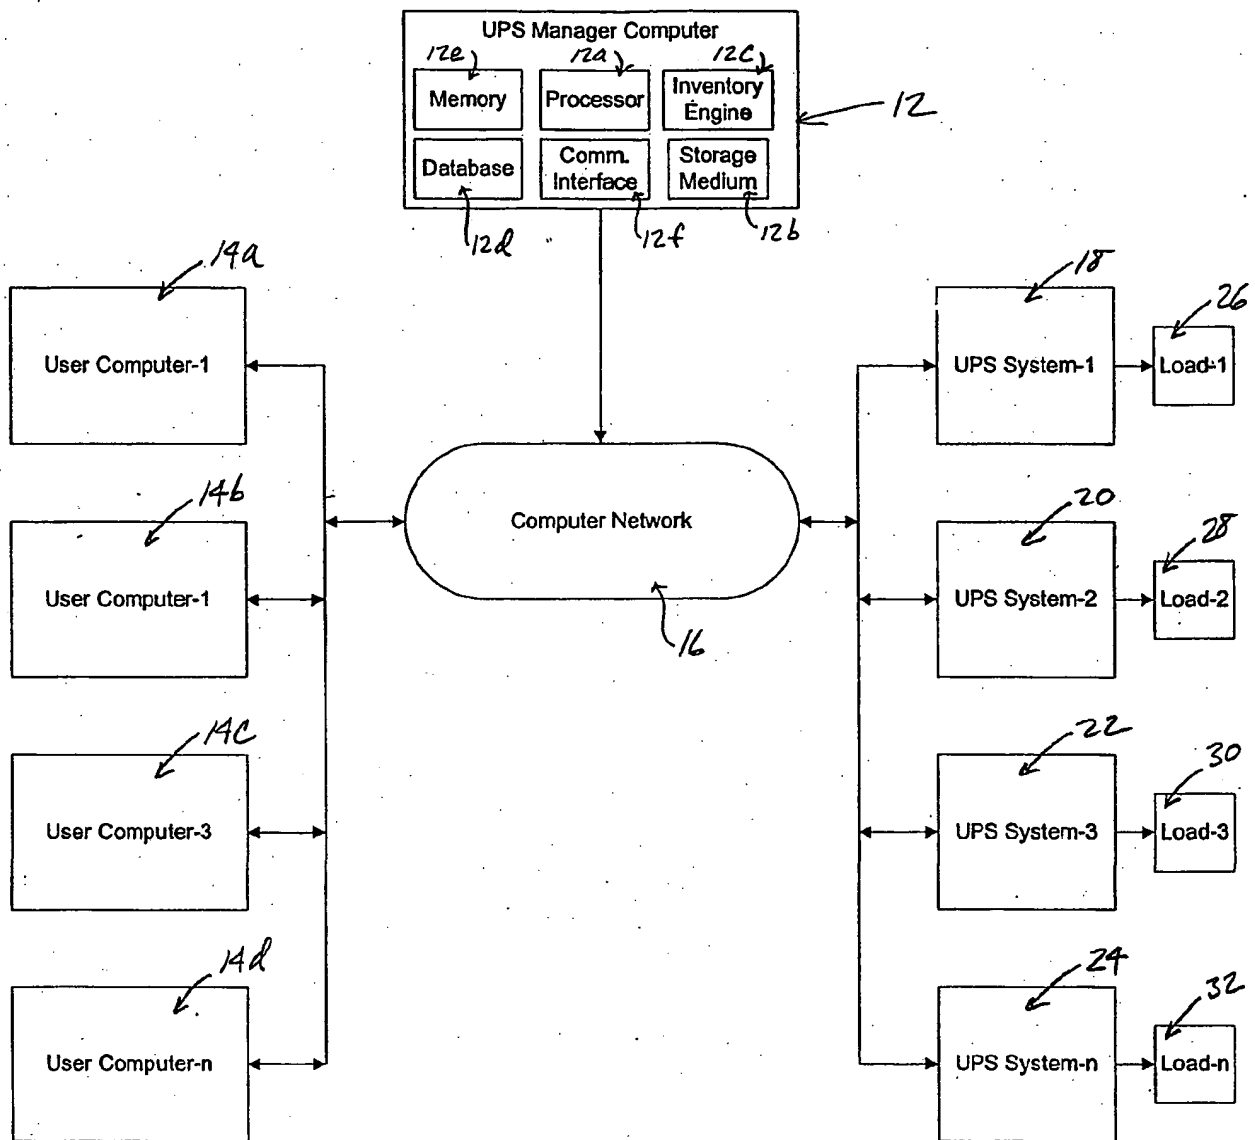 UPS Manager Computer
12e 12a 12c
Memory
Processor
Inventory
Engine
12
Database
Comm.
Interface
Storage
Medium
12d 12f 12b
14a
User Computer-1
18
UPS System-1
26
Load-1
14b
User Computer-1
Computer Network
16
20
UPS System-2
28
Load-2
14c
User Computer-3
22
UPS System-3
30
Load-3
14d
User Computer-n
24
UPS System-n
32
Load-n